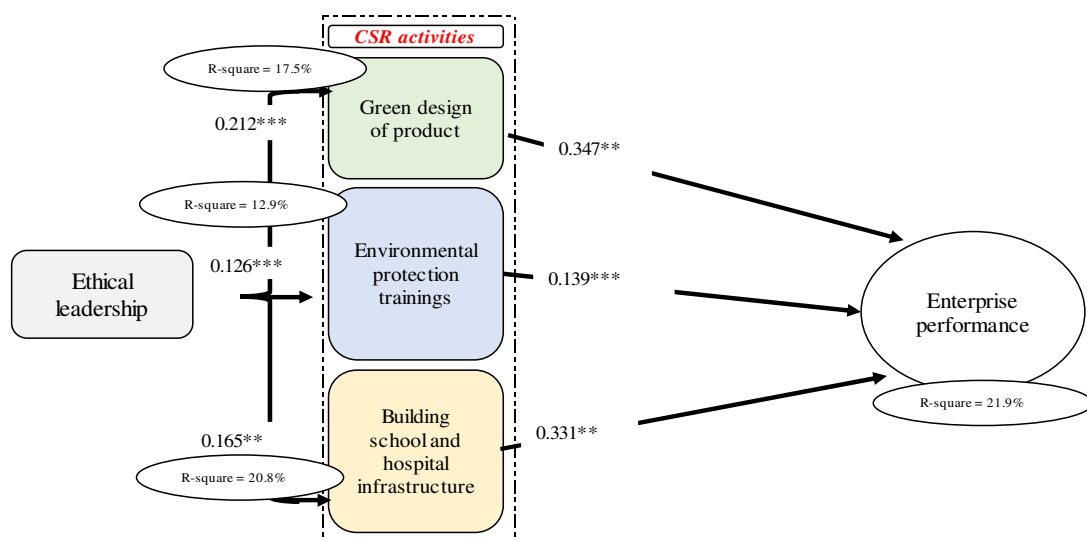 CSR activities
R-square = 17.5%
Green design
of product
0.212***
0.347**
R-square = 12.9%
Environmental
protection
trainings
Ethical
leadership
0.126***
0.139***
Enterprise
performance
R-square = 21.9%
Building
school and
hospital
infrastructure
0.165**
0.331**
R-square = 20.8%